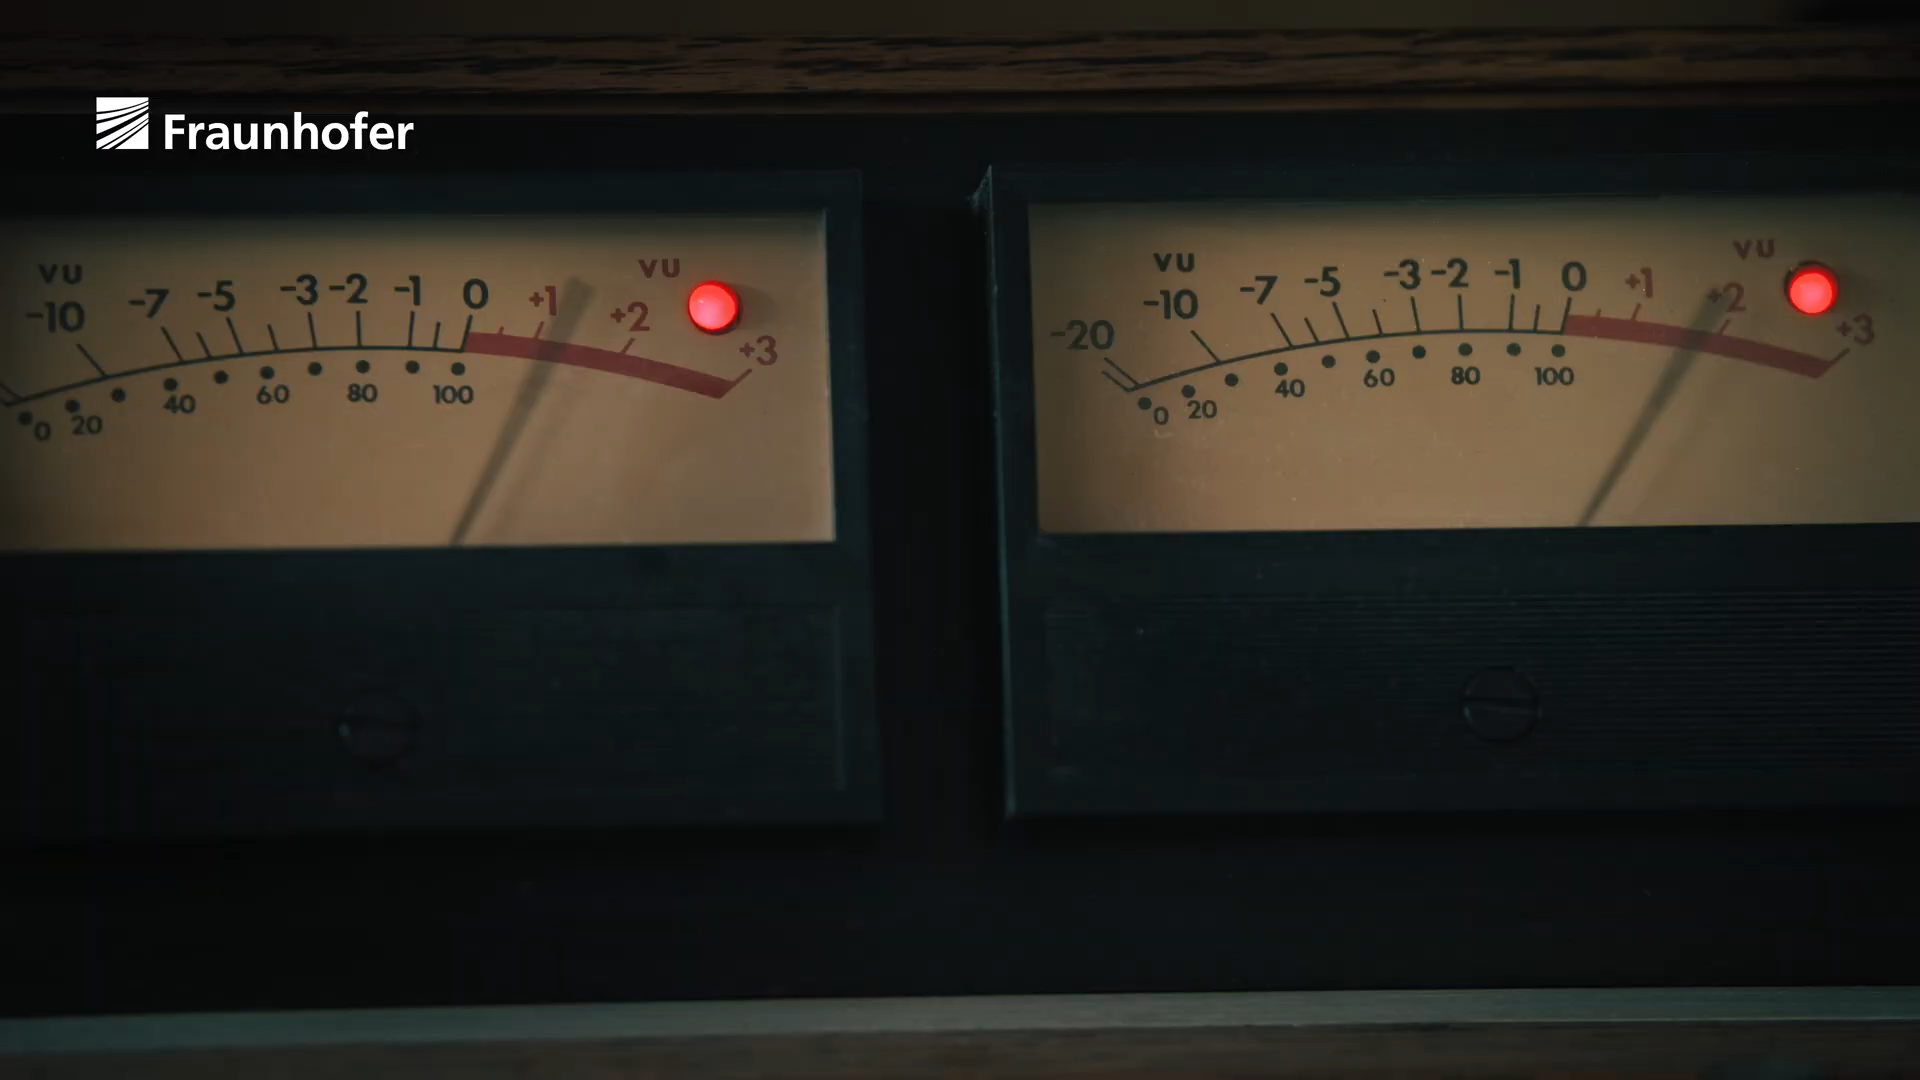 Fraunhofer
VU
-10 -7 -5 -3 -2 -1 0 +1 +2 VU +3
0 20 40 60 80 100
VU
-20 -10 -7 -5 -3 -2 -1 0 +1 +2 VU +3
0 20 40 60 80 100